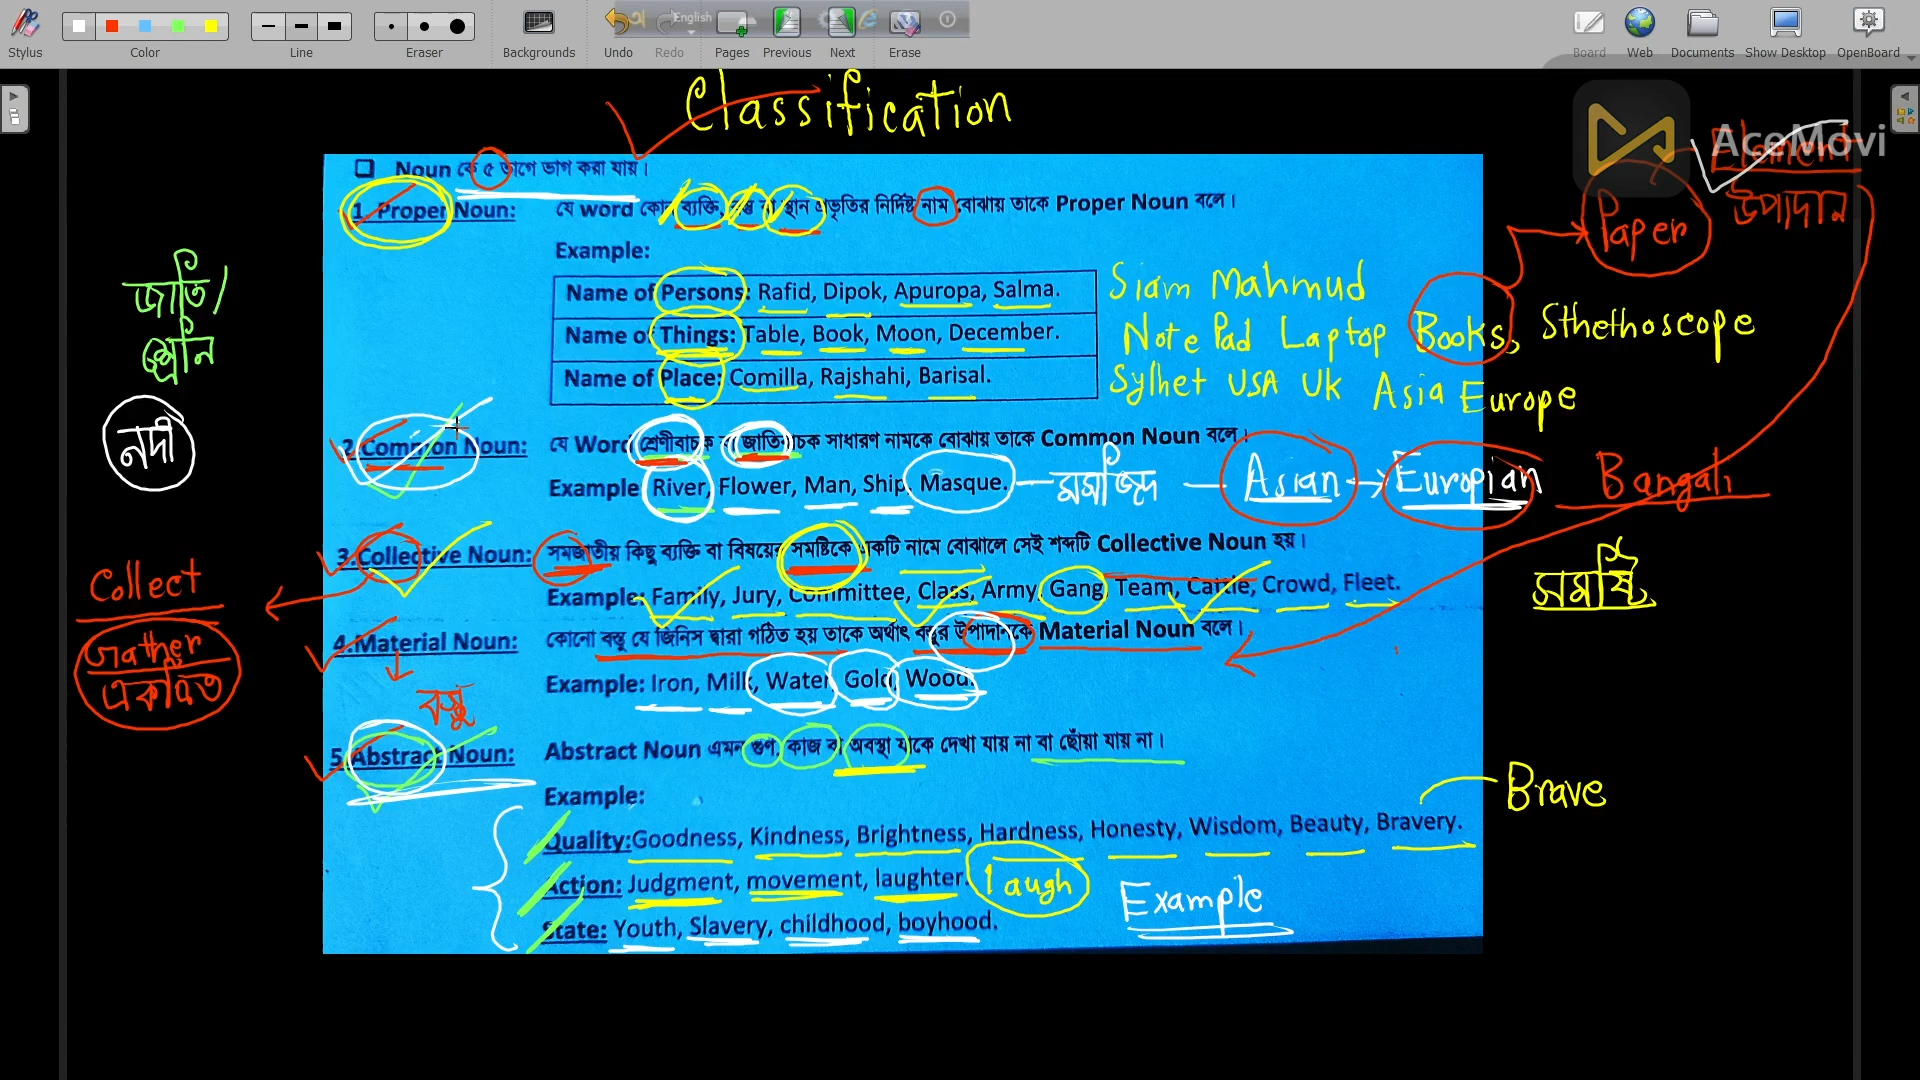 Stylus
Color
Line
Eraser
Backgrounds
Undo
Redo
English
Pages
Previous
Next
Erase
Board
Web
Documents
Show Desktop
OpenBoard
Classification
AceMovi
Element
উপাদান
Paper
Noun কে ৫ ভাগে ভাগ করা যায়।
1. Proper Noun: যে word কোন ব্যক্তি, বস্তু বা স্থান প্রভৃতির নির্দিষ্ট নাম বোঝায় তাকে Proper Noun বলে।
Example:
Name of Persons: Rafid, Dipok, Apuropa, Salma.
Siam Mahmud
Name of Things: Table, Book, Moon, December.
Note Pad Laptop Books, Sthethoscope
Name of Place: Comilla, Rajshahi, Barisal.
Sylhet USA UK Asia Europe
জাতি/
শ্রেনি
নদী
2. Common Noun: যে Word শ্রেণীবাচক বা জাতিবাচক সাধারণ নামকে বোঝায় তাকে Common Noun বলে।
Example: River, Flower, Man, Ship, Masque. — মসজিদ — Asian → Europian Bangali
3. Collective Noun: সমজাতীয় কিছু ব্যক্তি বা বিষয়ের সমষ্টিকে একটি নামে বোঝালে সেই শব্দটি Collective Noun হয়।
সমষ্টি
Collect
Example: Family, Jury, Committee, Class, Army, Gang, Team, Cattle, Crowd, Fleet.
Gather
একত্রিত
4. Material Noun: কোনো বস্তু যে জিনিস দ্বারা গঠিত হয় তাকে অর্থাৎ বস্তুর উপাদানকে Material Noun বলে।
বস্তু
Example: Iron, Milk, Water, Gold, Wood.
5. Abstract Noun: Abstract Noun এমন গুণ, কাজ বা অবস্থা যাকে দেখা যায় না বা ছোঁয়া যায় না।
Example:
Brave
Quality: Goodness, Kindness, Brightness, Hardness, Honesty, Wisdom, Beauty, Bravery.
Action: Judgment, movement, laughter. Laugh
Example
State: Youth, Slavery, childhood, boyhood.